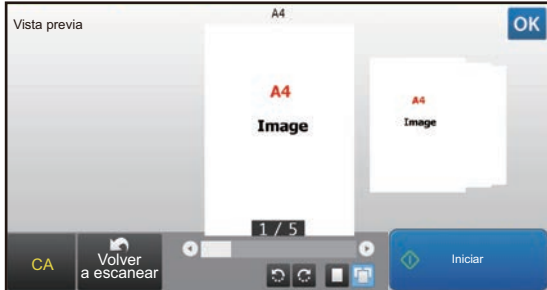 A4
Vista previa
OK
A4
Image
A4
Image
1 / 5
CA
Volver
a escanear
Iniciar